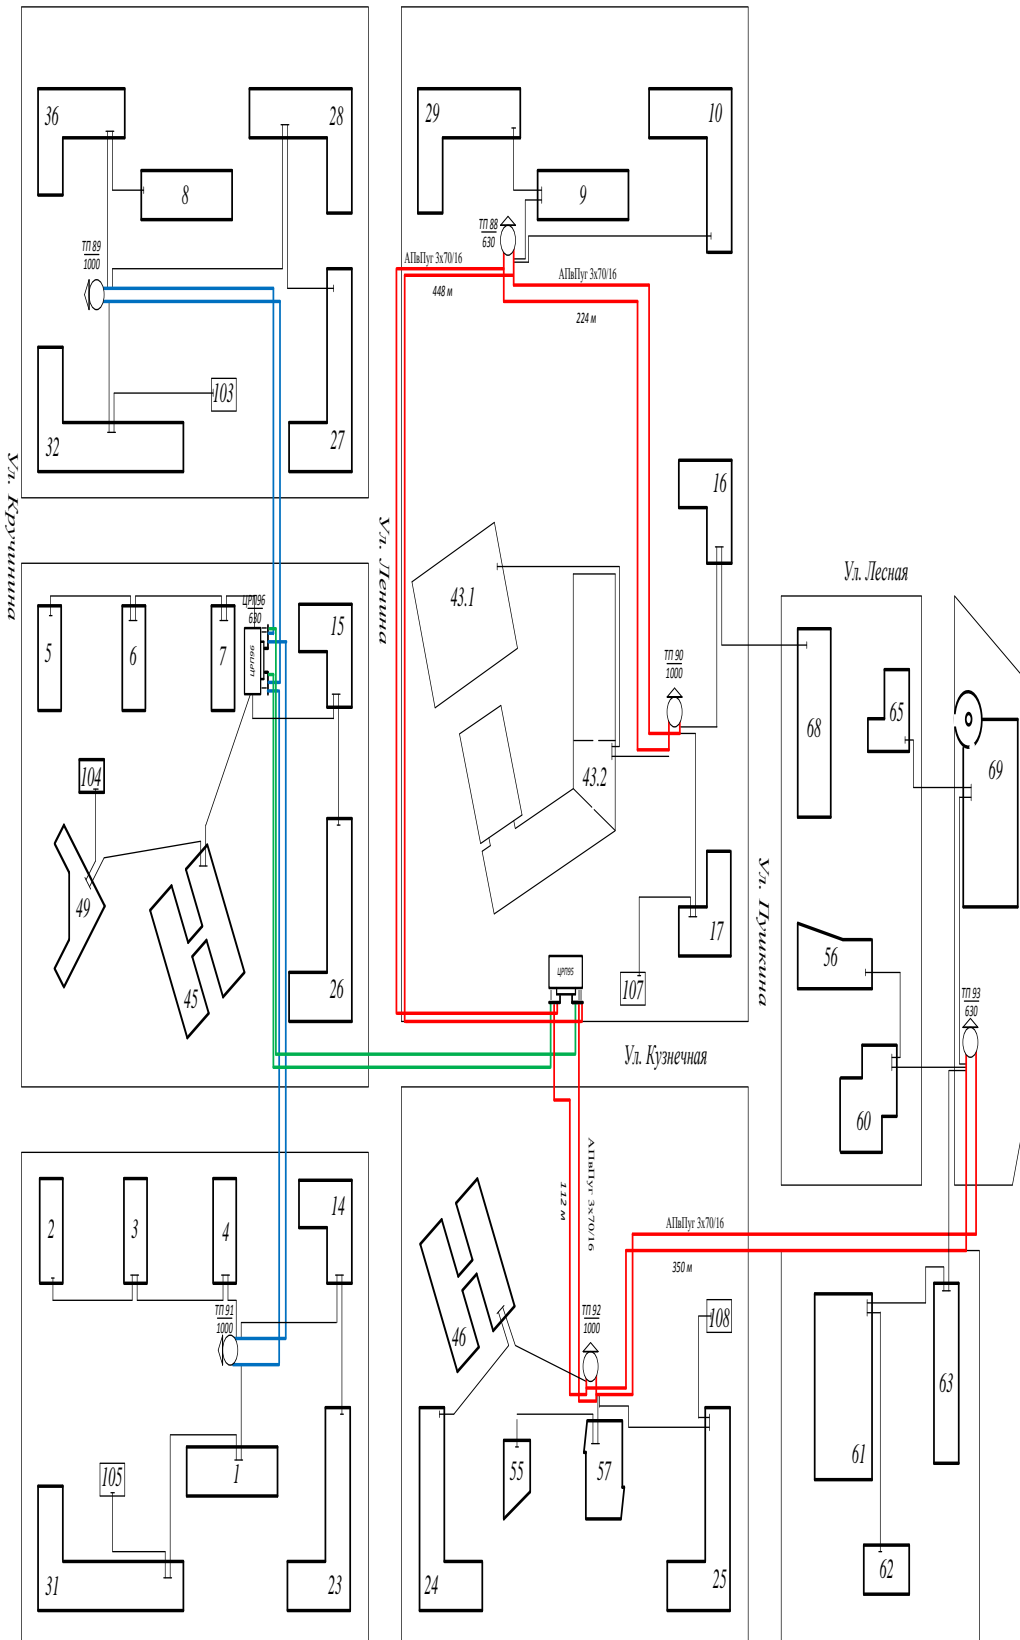 36
28
8
ТП 89
1000
103
32
27
29
10
9
ТП 88
630
АПвПуг 3х70/16
448 м
АПвПуг 3х70/16
224 м
Ул. Кручинина
Ул. Ленина
16
43.1
ТП 90
1000
43.2
17
107
ЦРП95
5
6
7
ЦРП96
630
ЦРП96
15
104
49
45
26
Ул. Лесная
68
65
69
56
Ул. Пушкина
ТП 93
630
60
Ул. Кузнечная
2
3
4
14
ТП 91
1000
105
1
31
23
АПвПуг 3х70/16
112 м
АПвПуг 3х70/16
350 м
46
ТП 92
1000
108
55
57
24
25
61
63
62